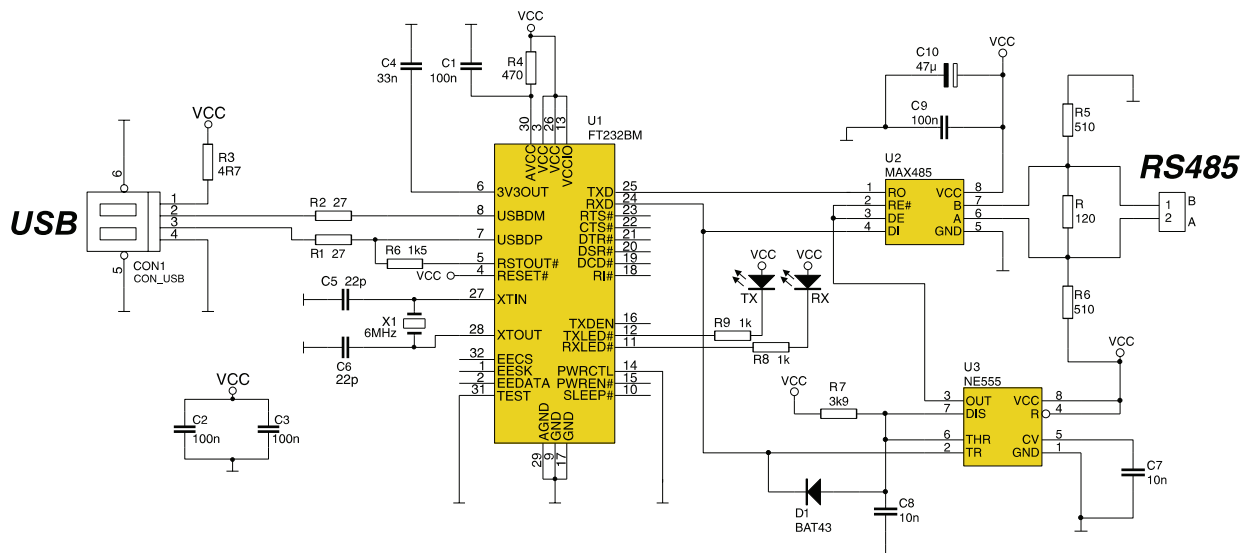 VCC
C4
33n
C1
100n
R4
470
30
3
26
13
U1
FT232BM
C10
47µ
VCC
C9
100n
R5
510
VCC
R3
4R7
6
1
2
3
4
5
CON1
CON_USB
USB
R2 27
R1 27
R6 1k5
VCC
C5 22p
X1
6MHz
C6
22p
AVCC
VCC
VCC
VCCIO
6 3V3OUT
8 USBDM
7 USBDP
5 RSTOUT#
4 RESET#
27 XTIN
28 XTOUT
32 EECS
1 EESK
2 EEDATA
31 TEST
TXD 25
RXD 24
RTS# 23
CTS# 22
DTR# 21
DSR# 20
DCD# 19
RI# 18
TXDEN 16
TXLED# 12
RXLED# 11
PWRCTL 14
PWREN# 15
SLEEP# 10
AGND
GND
GND
29
9
17
U2
MAX485
1 RO
2 RE#
3 DE
4 DI
VCC 8
B 7
A 6
GND 5
R
120
RS485
1 B
2 A
R6
510
VCC
VCC
VCC
TX
RX
R9 1k
R8 1k
VCC
C2
100n
C3
100n
VCC
R7
3k9
U3
NE555
3 OUT
7 DIS
6 THR
2 TR
VCC 8
R 4
CV 5
GND 1
C7
10n
D1
BAT43
C8
10n